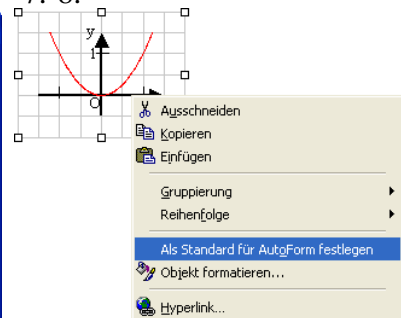 y
1
O
Ausschneiden
Kopieren
Einfügen
Gruppierung
Reihenfolge
Als Standard für AutoForm festlegen
Objekt formatieren...
Hyperlink...